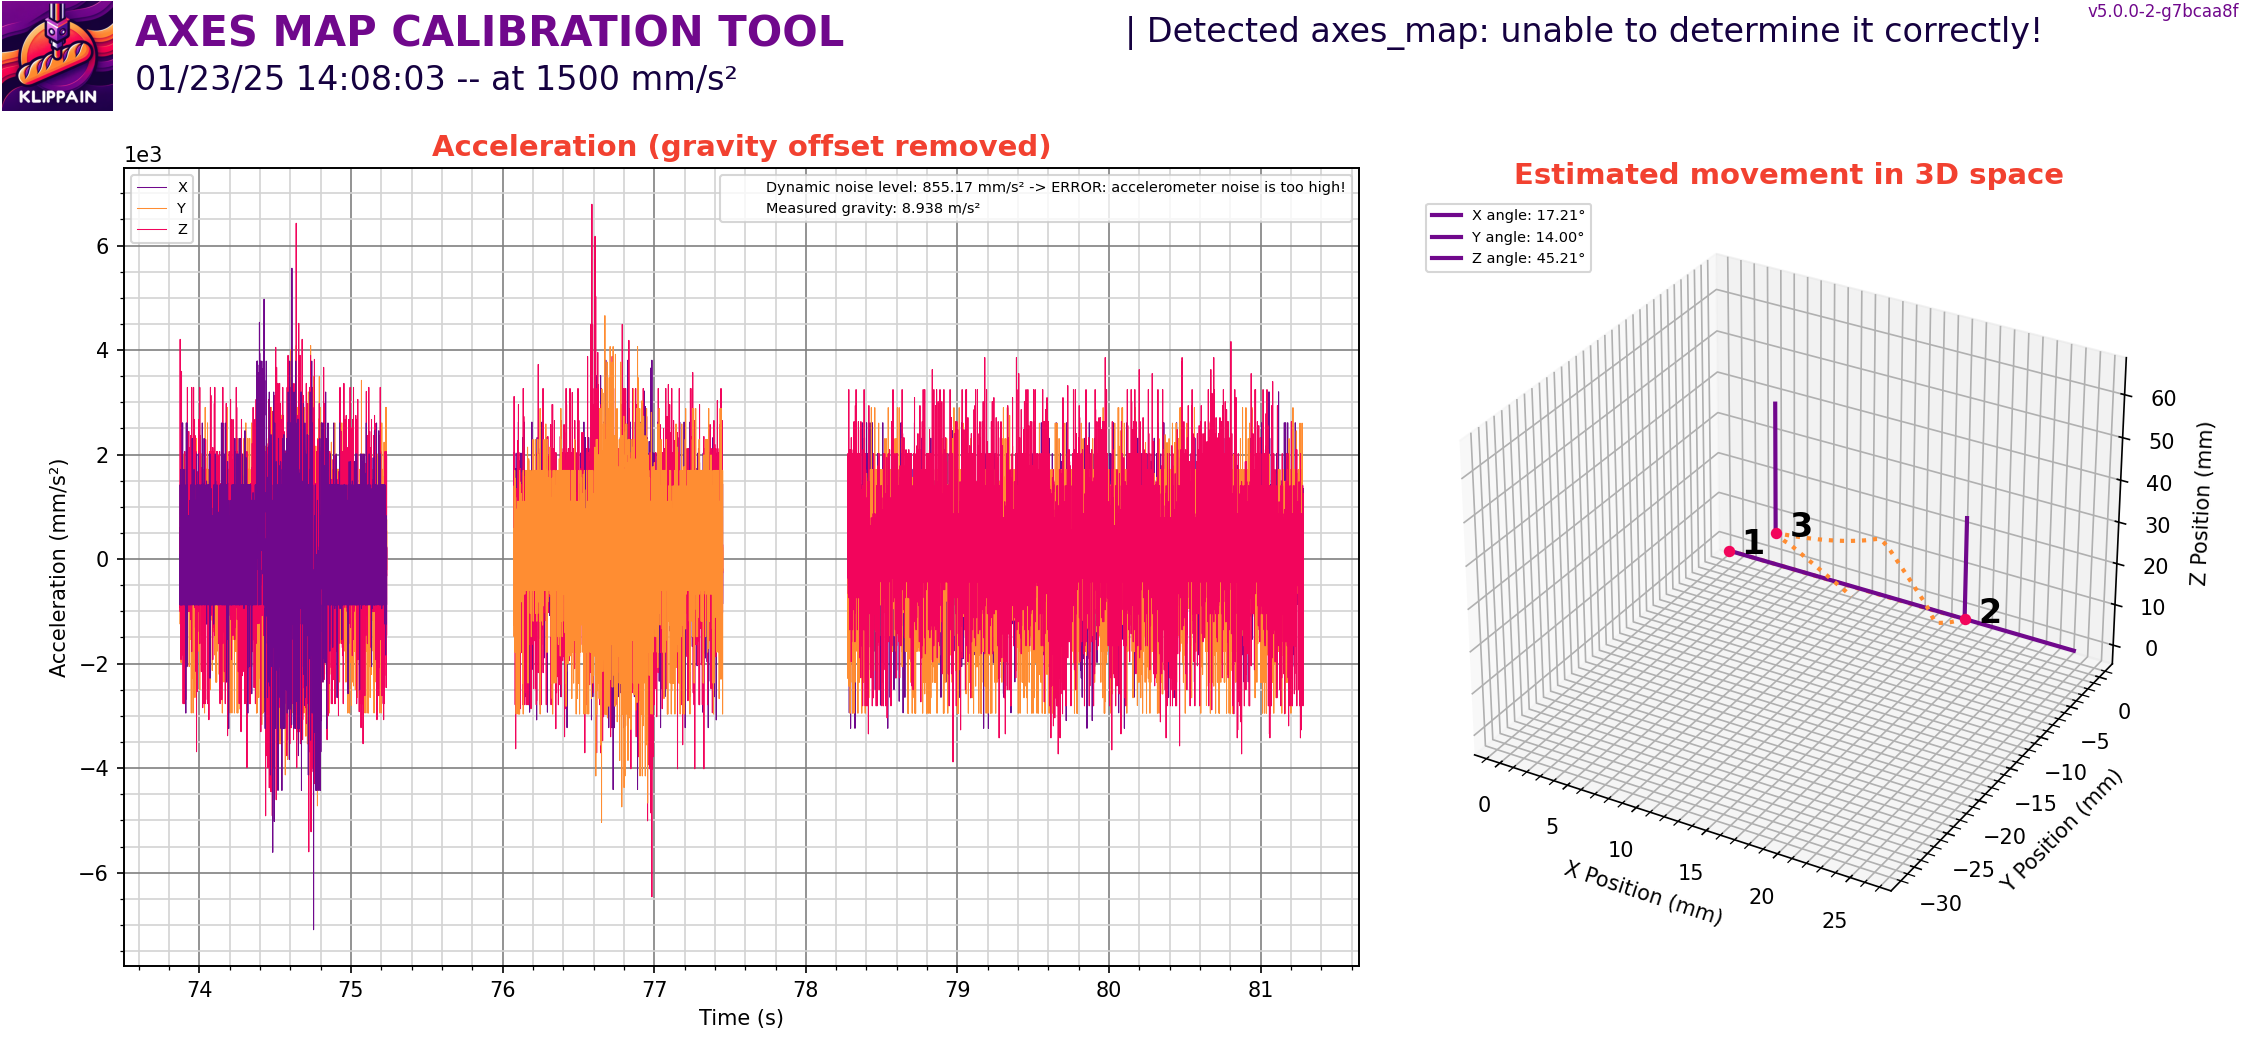 AXES MAP CALIBRATION TOOL
| Detected axes_map: unable to determine it correctly!
v5.0.0-2-g7bcaa8f
01/23/25 14:08:03 -- at 1500 mm/s²
KLIPPAIN
Acceleration (gravity offset removed)
1e3
X
Y
Z
Dynamic noise level: 855.17 mm/s² -> ERROR: accelerometer noise is too high!
Measured gravity: 8.938 m/s²
6
4
2
0
−2
−4
−6
Acceleration (mm/s²)
74
75
76
77
78
79
80
81
Time (s)
Estimated movement in 3D space
X angle: 17.21°
Y angle: 14.00°
Z angle: 45.21°
1
3
2
60
50
40
30
20
10
0
Z Position (mm)
0
−5
−10
−15
−20
−25
−30
Y Position (mm)
0
5
10
15
20
25
X Position (mm)